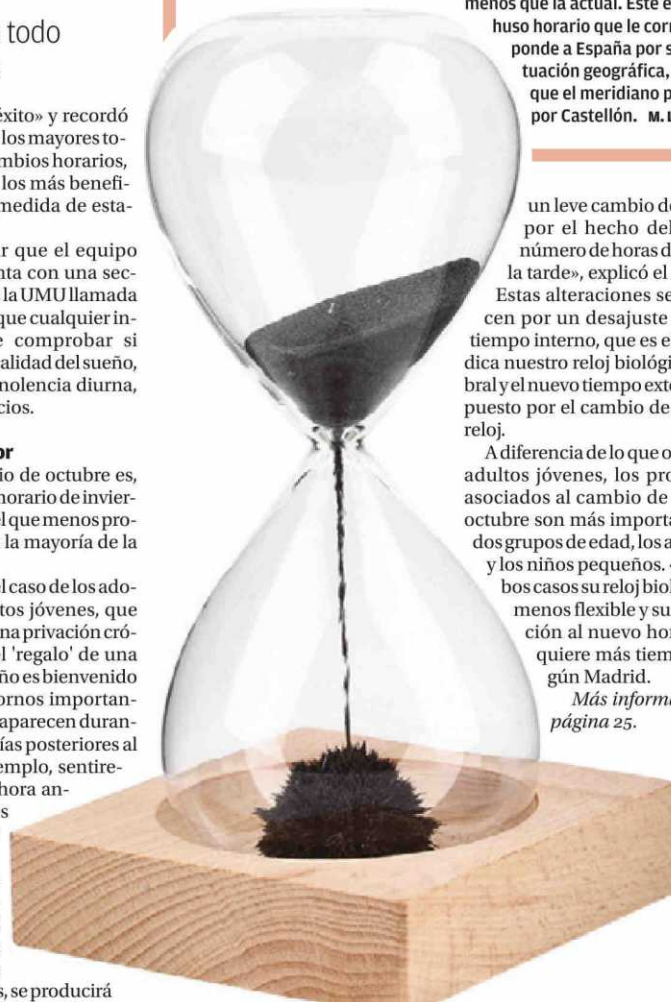 todo
éxito» y recordó
los mayores to-
mbios horarios,
los más benefi-
medida de esta-
r que el equipo
nta con una sec-
la UMU llamada
que cualquier in-
e comprobar si
alidad del sueño,
nolencia diurna,
cios.
or
io de octubre es,
horario de invier-
el que menos pro-
la mayoría de la
el caso de los ado-
tos jóvenes, que
na privación cró-
el 'regalo' de una
ño es bienvenido
ornos importan-
aparecen duran-
ías posteriores al
emplo, sentire-
hora an-
es
s, se producirá
menos que la actual. Este e
huso horario que le corr
ponde a España por s
tuación geográfica,
que el meridiano p
por Castellón. M. L
un leve cambio de
por el hecho del
número de horas d
la tarde», explicó el
Estas alteraciones se
cen por un desajuste
tiempo interno, que es e
dica nuestro reloj biológi
bral y el nuevo tiempo exte
puesto por el cambio de
reloj.
A diferencia de lo que o
adultos jóvenes, los pro
asociados al cambio de
octubre son más importa
dos grupos de edad, los a
y los niños pequeños. «
bos casos su reloj biol
menos flexible y su
ción al nuevo hor
quiere más tiem
gún Madrid.
Más informa
página 25.